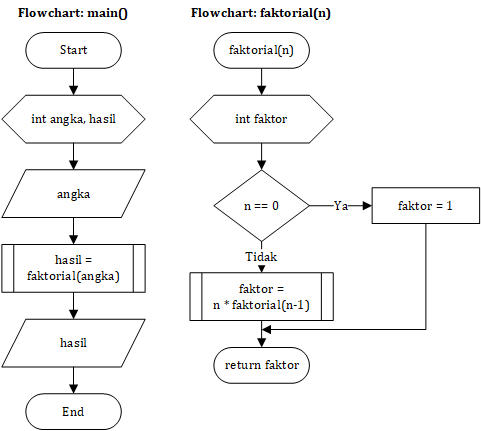 Flowchart: main()
Start
int angka, hasil
angka
hasil =
faktorial(angka)
hasil
End
Flowchart: faktorial(n)
faktorial(n)
int faktor
n == 0
Ya
faktor = 1
Tidak
faktor =
n * faktorial(n-1)
return faktor